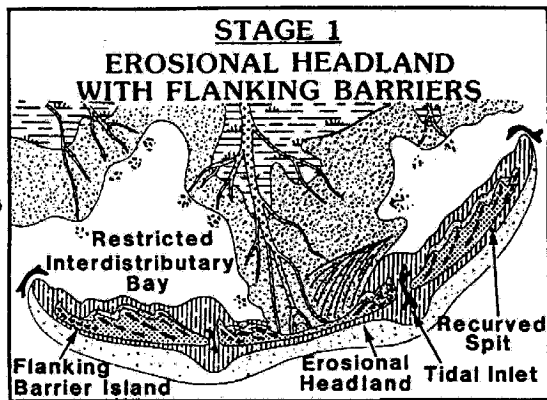 STAGE 1
EROSIONAL HEADLAND
WITH FLANKING BARRIERS
Restricted
Interdistributary
Bay
Flanking
Barrier Island
Erosional
Headland
Tidal Inlet
Recurved
Spit